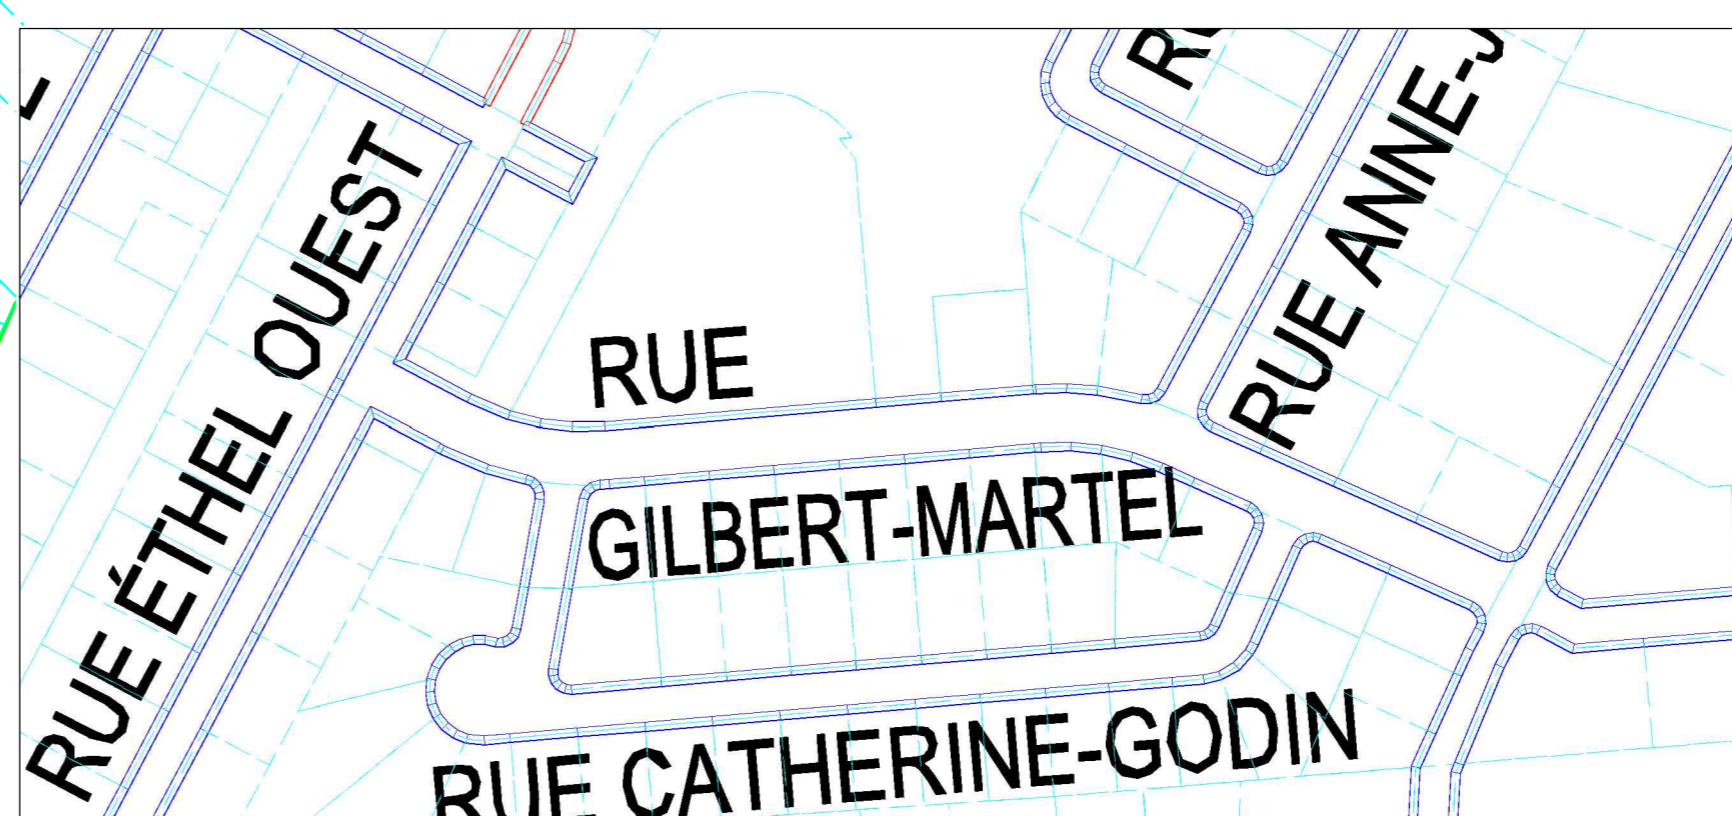 RUE ÉTHEL OUEST
RUE
GILBERT-MARTEL
RUE CATHERINE-GODIN
RUE ANNE-J